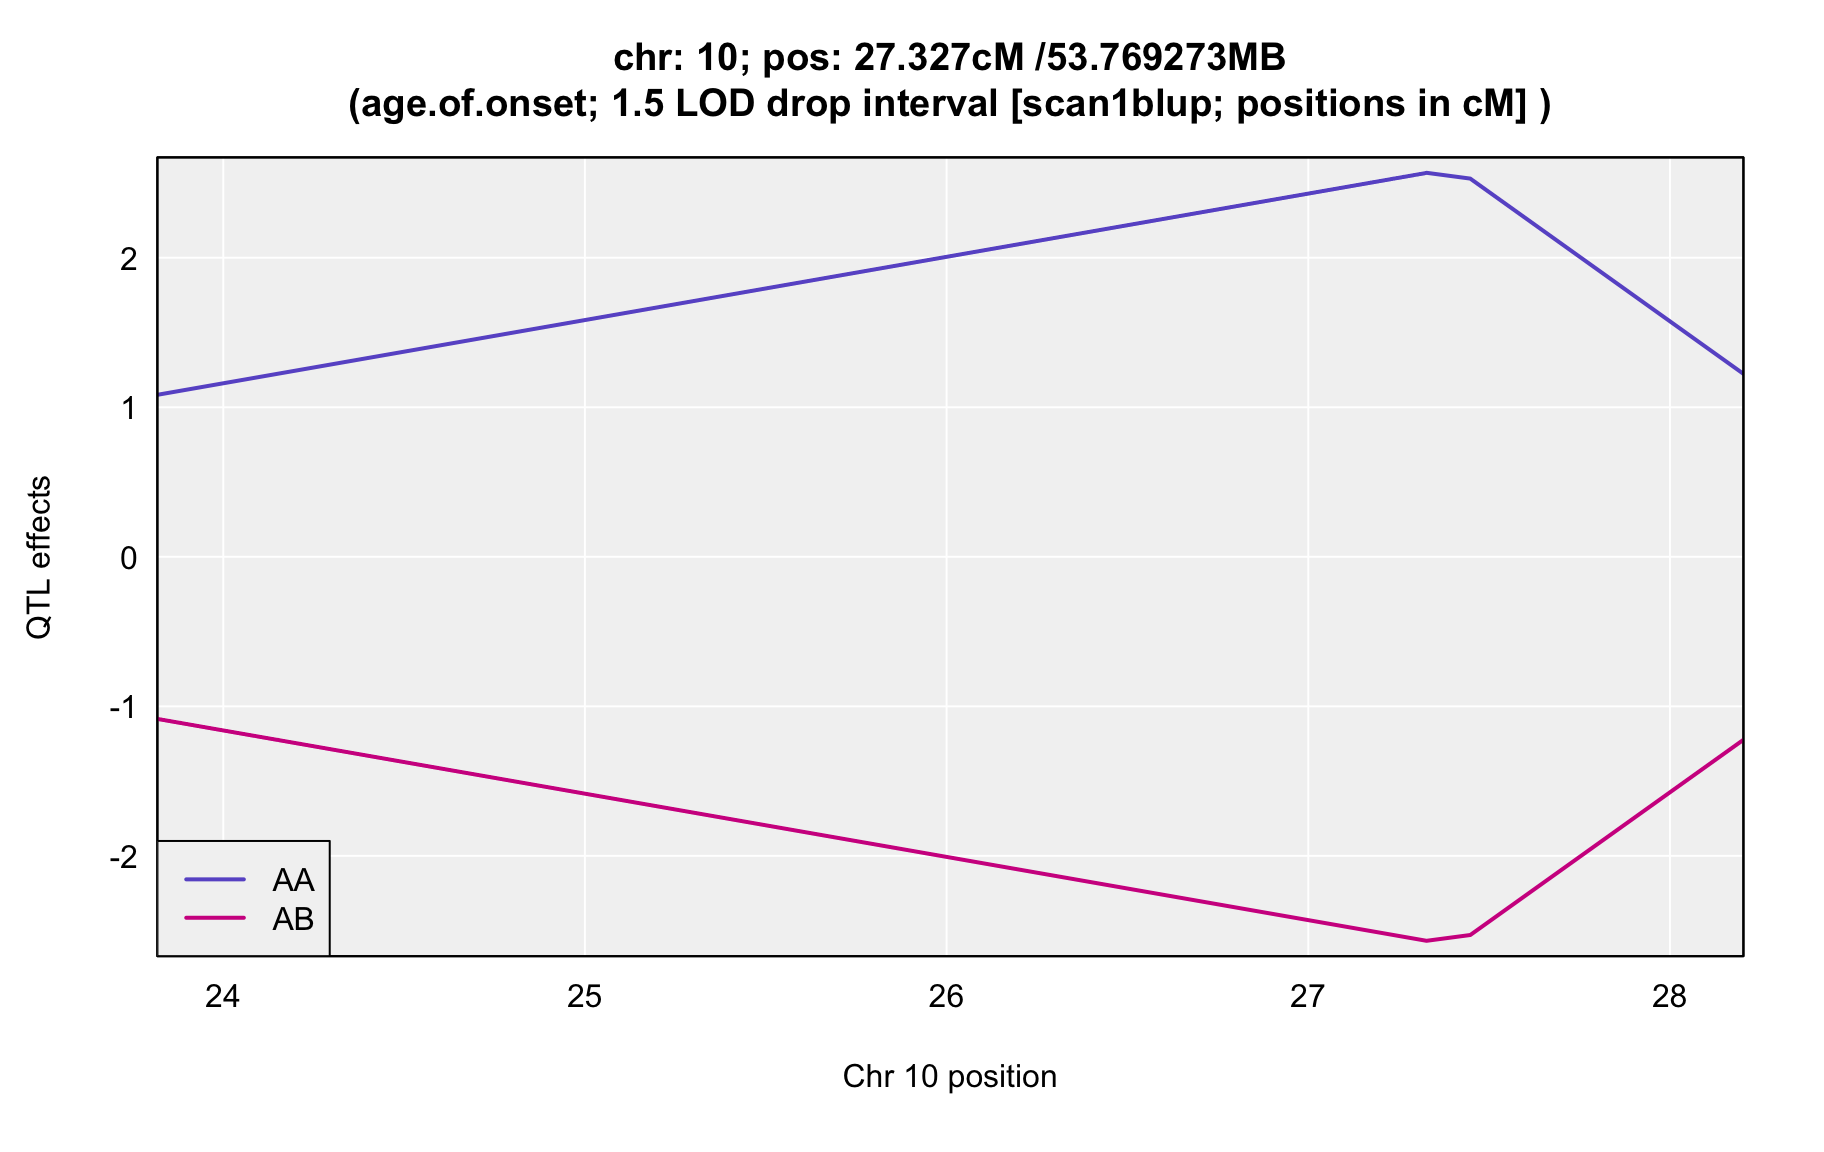 chr: 10; pos: 27.327cM /53.769273MB
(age.of.onset; 1.5 LOD drop interval [scan1blup; positions in cM] )
QTL effects
2
1
0
-1
-2
AA
AB
24 25 26 27 28
Chr 10 position